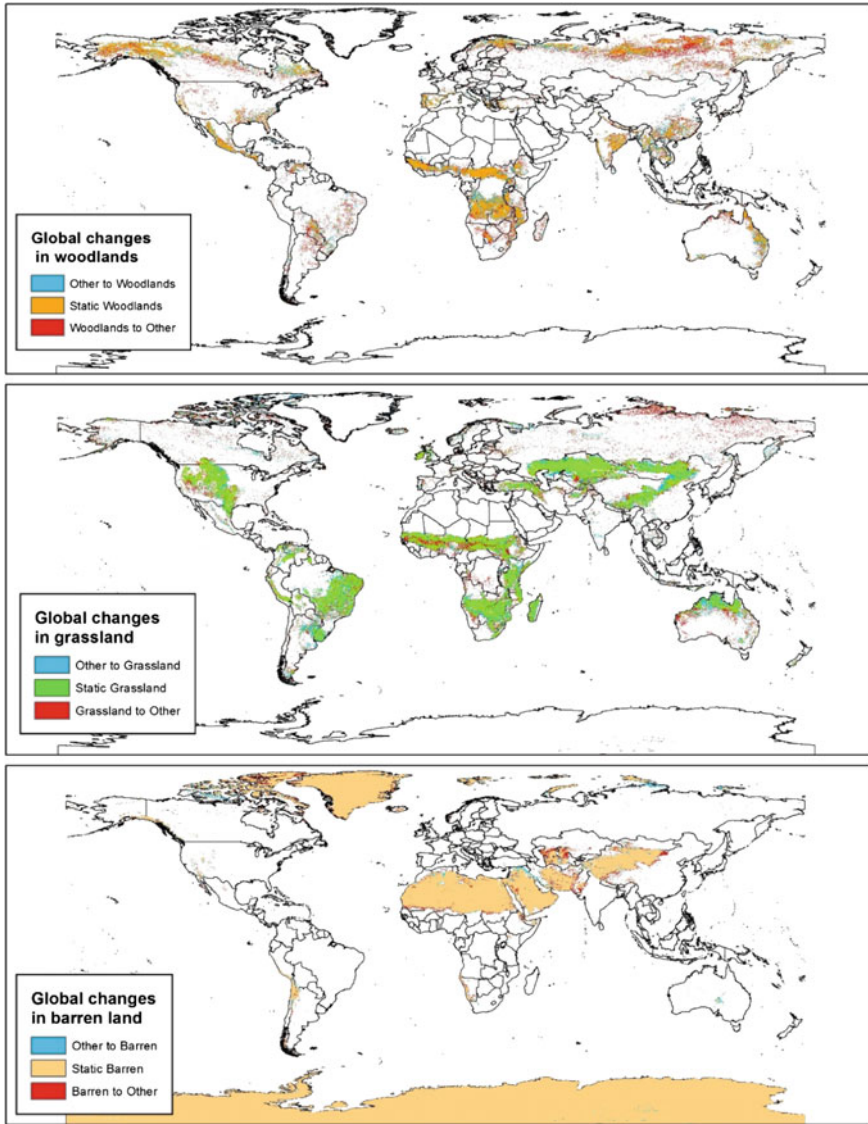 Global changes
in woodlands
Other to Woodlands
Static Woodlands
Woodlands to Other
Global changes
in grassland
Other to Grassland
Static Grassland
Grassland to Other
Global changes
in barren land
Other to Barren
Static Barren
Barren to Other